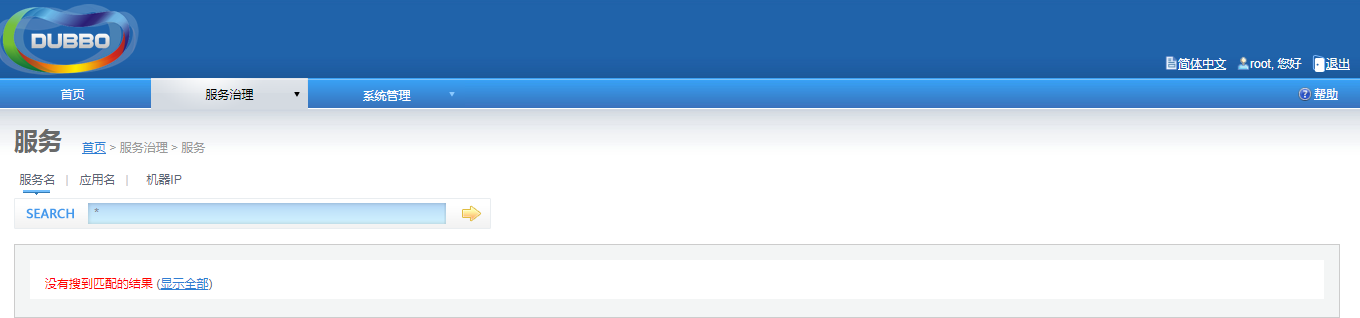 DUBBO
简体中文 root, 您好 退出
首页 服务治理 系统管理 帮助
服务 首页 > 服务治理 > 服务
服务名 | 应用名 | 机器IP
SEARCH *
没有搜到匹配的结果 (显示全部)